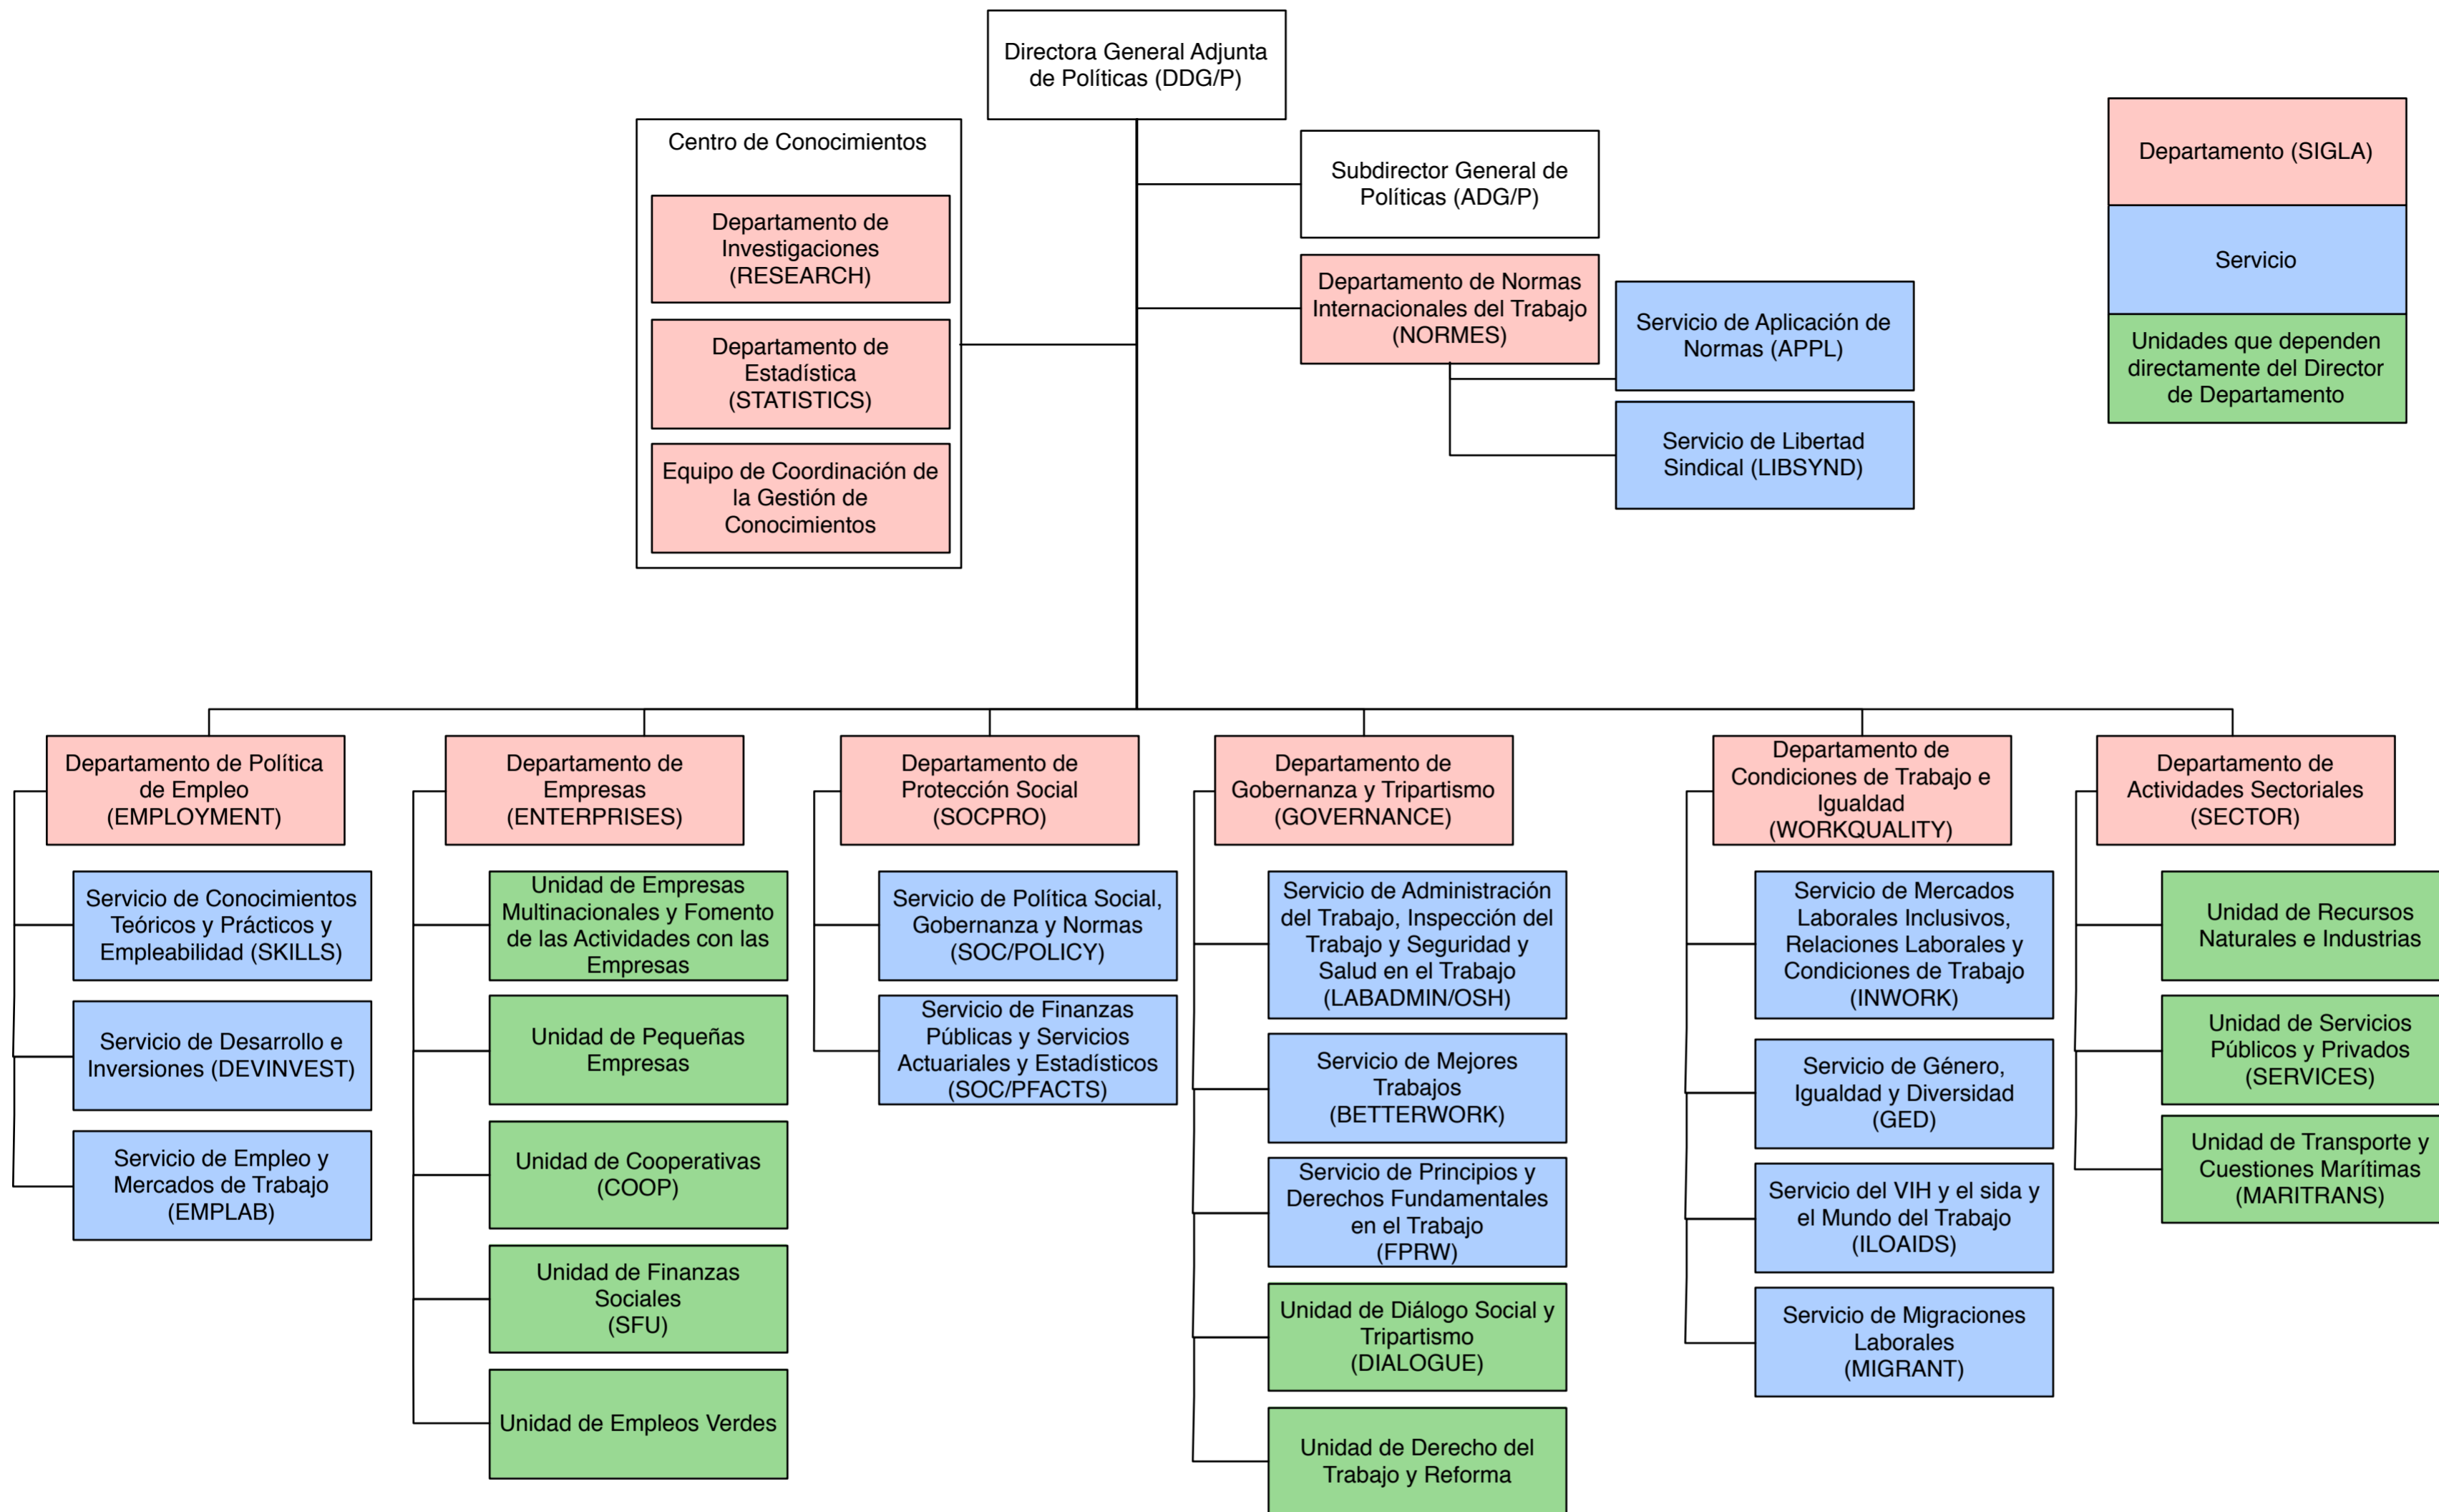 Directora General Adjunta
de Políticas (DDG/P)
Centro de Conocimientos
Departamento de
Investigaciones
(RESEARCH)
Departamento de
Estadística
(STATISTICS)
Equipo de Coordinación de
la Gestión de
Conocimientos
Subdirector General de
Políticas (ADG/P)
Departamento de Normas
Internacionales del Trabajo
(NORMES)
Servicio de Aplicación de
Normas (APPL)
Servicio de Libertad
Sindical (LIBSYND)
Departamento (SIGLA)
Servicio
Unidades que dependen
directamente del Director
de Departamento
Departamento de Política
de Empleo
(EMPLOYMENT)
Servicio de Conocimientos
Teóricos y Prácticos y
Empleabilidad (SKILLS)
Servicio de Desarrollo e
Inversiones (DEVINVEST)
Servicio de Empleo y
Mercados de Trabajo
(EMPLAB)
Departamento de
Empresas
(ENTERPRISES)
Unidad de Empresas
Multinacionales y Fomento
de las Actividades con las
Empresas
Unidad de Pequeñas
Empresas
Unidad de Cooperativas
(COOP)
Unidad de Finanzas
Sociales
(SFU)
Unidad de Empleos Verdes
Departamento de
Protección Social
(SOCPRO)
Servicio de Política Social,
Gobernanza y Normas
(SOC/POLICY)
Servicio de Finanzas
Públicas y Servicios
Actuariales y Estadísticos
(SOC/PFACTS)
Departamento de
Gobernanza y Tripartismo
(GOVERNANCE)
Servicio de Administración
del Trabajo, Inspección del
Trabajo y Seguridad y
Salud en el Trabajo
(LABADMIN/OSH)
Servicio de Mejores
Trabajos
(BETTERWORK)
Servicio de Principios y
Derechos Fundamentales
en el Trabajo
(FPRW)
Unidad de Diálogo Social y
Tripartismo
(DIALOGUE)
Unidad de Derecho del
Trabajo y Reforma
Departamento de
Condiciones de Trabajo e
Igualdad
(WORKQUALITY)
Servicio de Mercados
Laborales Inclusivos,
Relaciones Laborales y
Condiciones de Trabajo
(INWORK)
Servicio de Género,
Igualdad y Diversidad
(GED)
Servicio del VIH y el sida y
el Mundo del Trabajo
(ILOAIDS)
Servicio de Migraciones
Laborales
(MIGRANT)
Departamento de
Actividades Sectoriales
(SECTOR)
Unidad de Recursos
Naturales e Industrias
Unidad de Servicios
Públicos y Privados
(SERVICES)
Unidad de Transporte y
Cuestiones Marítimas
(MARITRANS)